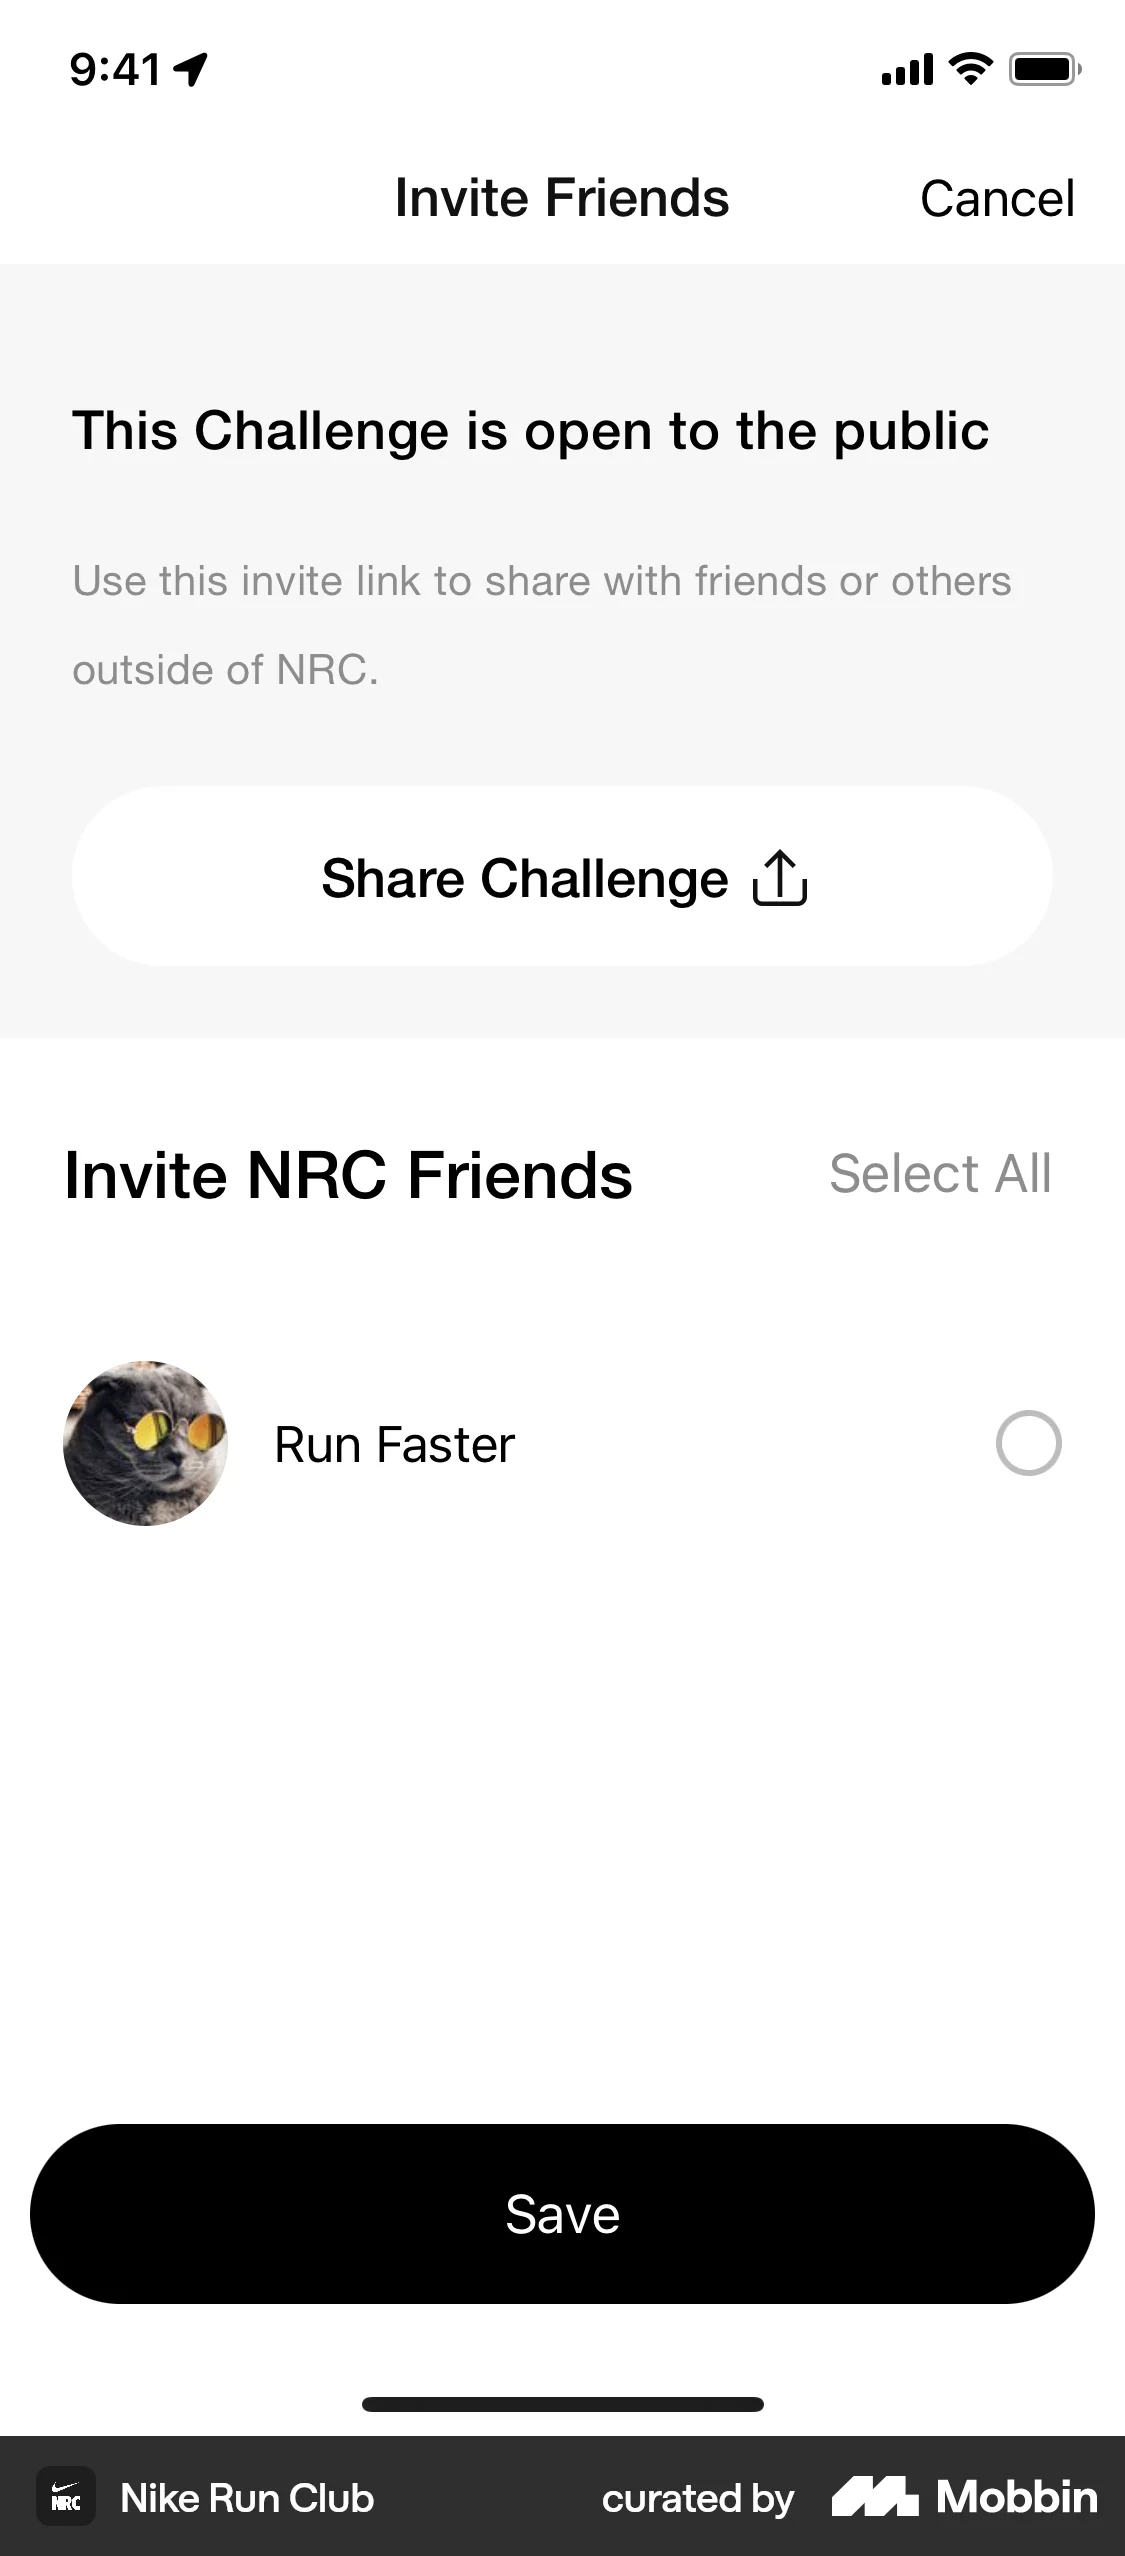 9:41
Invite Friends
Cancel
This Challenge is open to the public
Use this invite link to share with friends or others
outside of NRC.
Share Challenge
Invite NRC Friends
Select All
Run Faster
Save
NRC
Nike Run Club
curated by
Mobbin